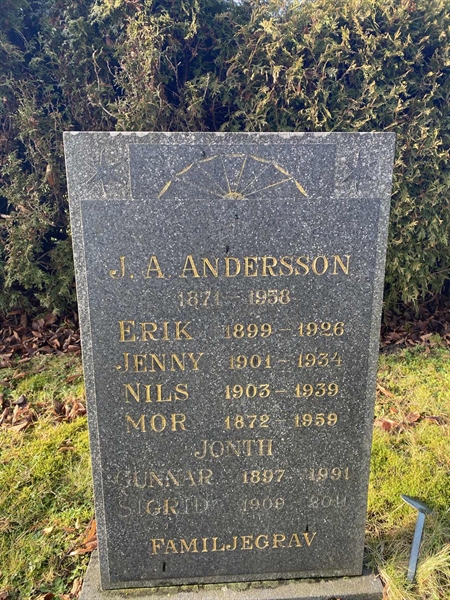 J. A. ANDERSSON
1871 – 1958
ERIK 1899 – 1926
JENNY 1901 – 1934
NILS 1903 – 1939
MOR 1872 – 1959
JONTH
GUNNAR 1897 1991
SIGRID 1909 2011
FAMILJEGRAV